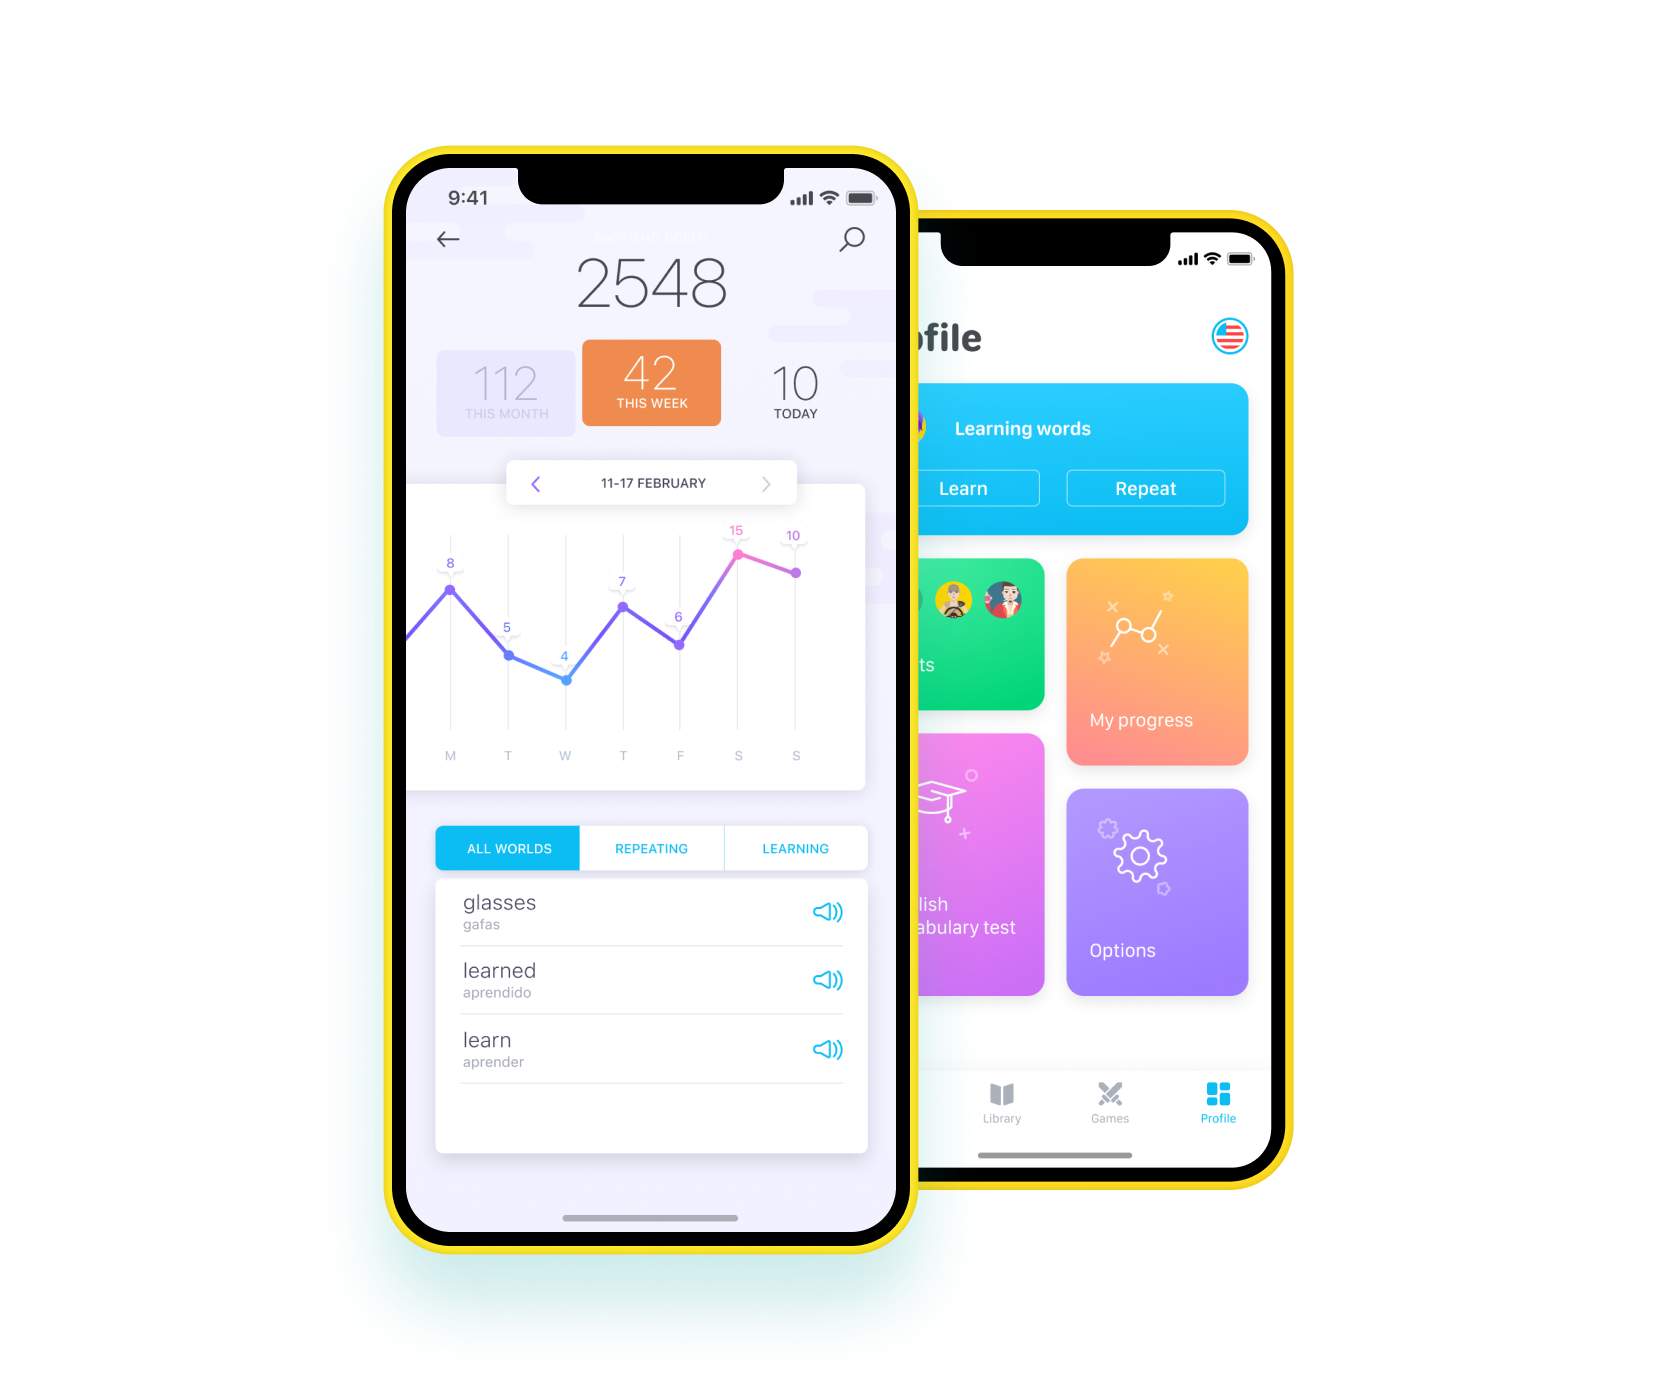 9:41
2548
112
THIS MONTH
42
THIS WEEK
10
TODAY
11-17 FEBRUARY
8
5
4
7
6
15
10
M T W T F S S
ALL WORLDS REPEATING LEARNING
glasses
gafas
learned
aprendido
learn
aprender
ofile
Learning words
Learn Repeat
ts
My progress
lish
abulary test
Options
Library Games Profile